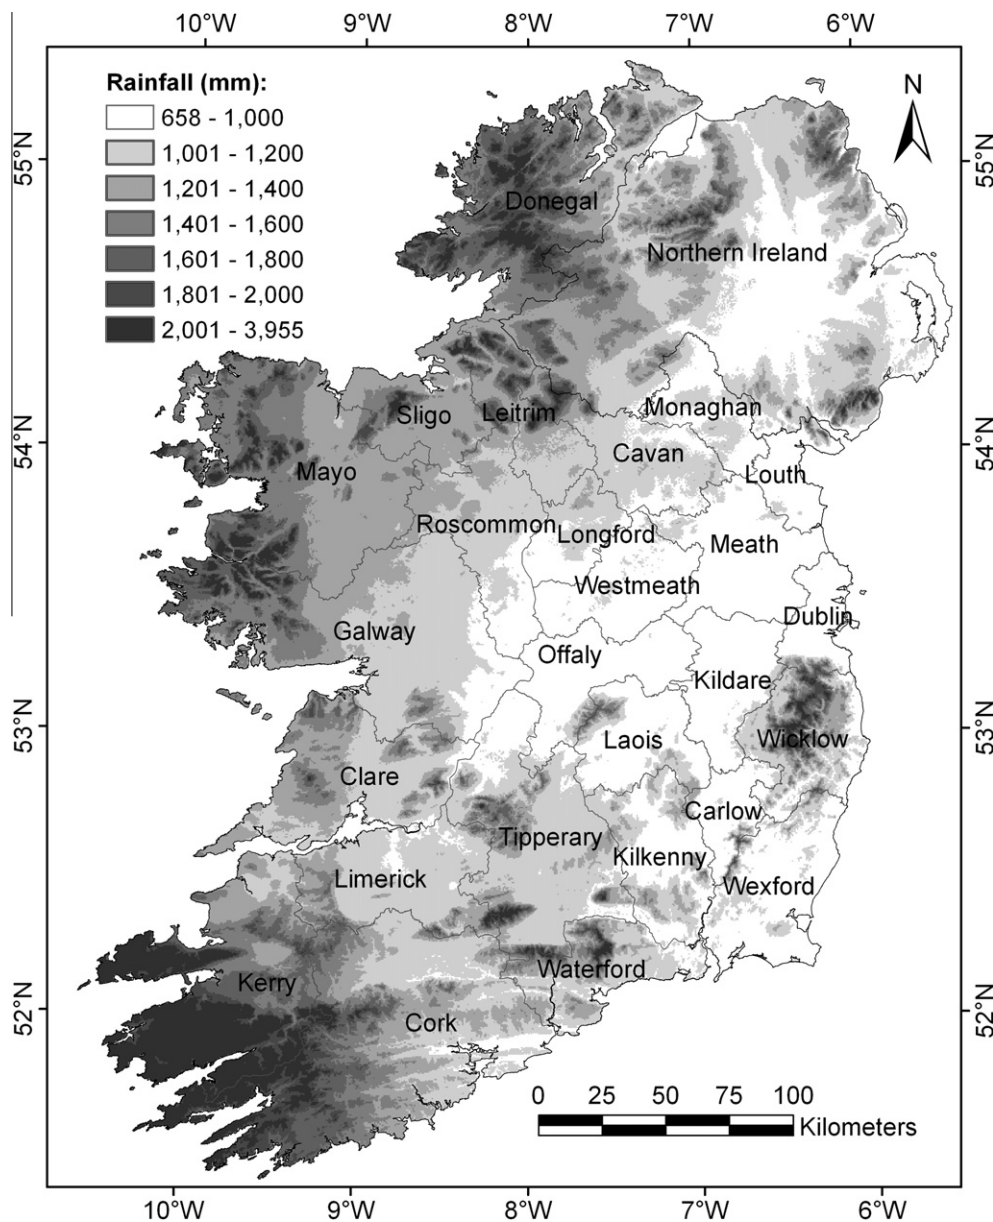 10°W 9°W 8°W 7°W 6°W
Rainfall (mm):
658 - 1,000
1,001 - 1,200
1,201 - 1,400
1,401 - 1,600
1,601 - 1,800
1,801 - 2,000
2,001 - 3,955
N
55°N 55°N
Donegal
Northern Ireland
Sligo
Leitrim
Monaghan
54°N 54°N
Cavan
Mayo
Louth
Roscommon
Longford
Meath
Westmeath
Dublin
Galway
Offaly
Kildare
53°N 53°N
Laois
Wicklow
Clare
Carlow
Tipperary
Kilkenny
Limerick
Wexford
Waterford
Kerry
52°N 52°N
Cork
0 25 50 75 100
Kilometers
10°W 9°W 8°W 7°W 6°W